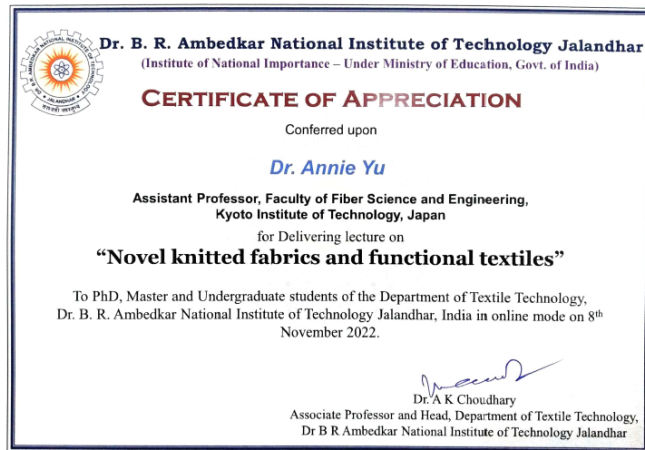 Dr. B. R. Ambedkar National Institute of Technology Jalandhar
(Institute of National Importance – Under Ministry of Education, Govt. of India)
CERTIFICATE OF APPRECIATION
Conferred upon
Dr. Annie Yu
Assistant Professor, Faculty of Fiber Science and Engineering,
Kyoto Institute of Technology, Japan
for Delivering lecture on
“Novel knitted fabrics and functional textiles”
To PhD, Master and Undergraduate students of the Department of Textile Technology,
Dr. B. R. Ambedkar National Institute of Technology Jalandhar, India in online mode on 8th
November 2022.
Dr. A K Choudhary
Associate Professor and Head, Department of Textile Technology,
Dr B R Ambedkar National Institute of Technology Jalandhar